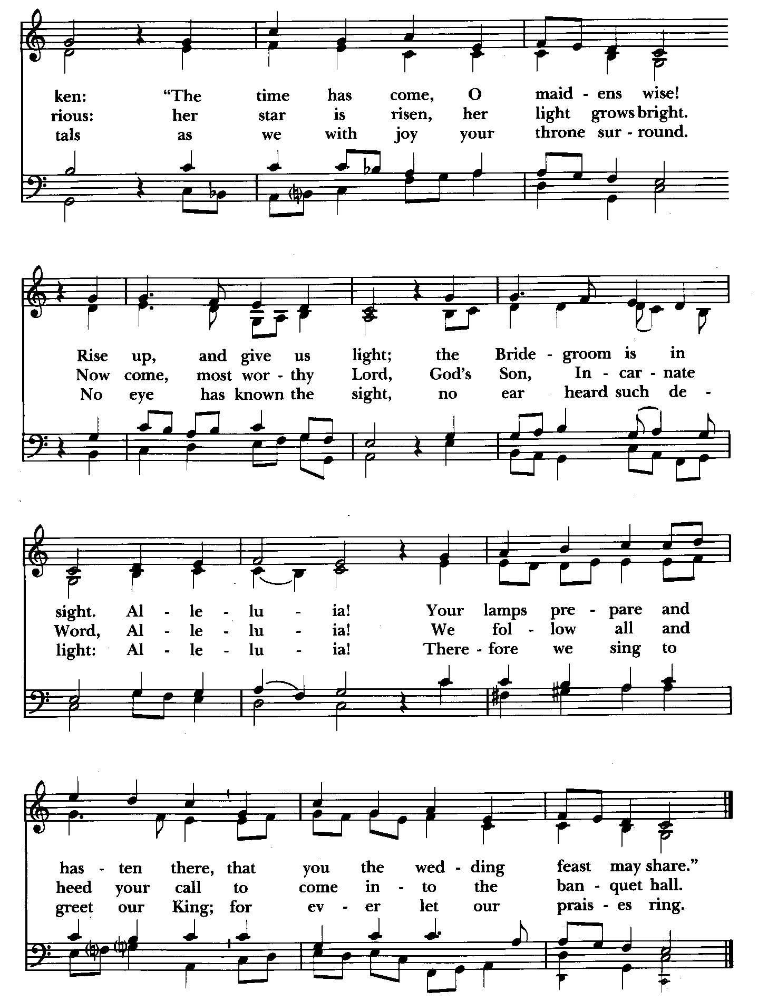 ken: “The time has come, O maid - ens wise!
rious: her star is risen, her light grows bright.
tals as we with joy your throne sur - round.
Rise up, and give us light; the Bride - groom is in
Now come, most wor - thy Lord, God's Son, In - car - nate
No eye has known the sight, no ear heard such de -
sight. Al - le - lu - ia! Your lamps pre - pare and
Word, Al - le - lu - ia! We fol - low all and
light: Al - le - lu - ia! There - fore we sing to
has - ten there, that you the wed - ding feast may share.”
heed your call to come in - to the ban - quet hall.
greet our King; for ev - er let our prais - es ring.